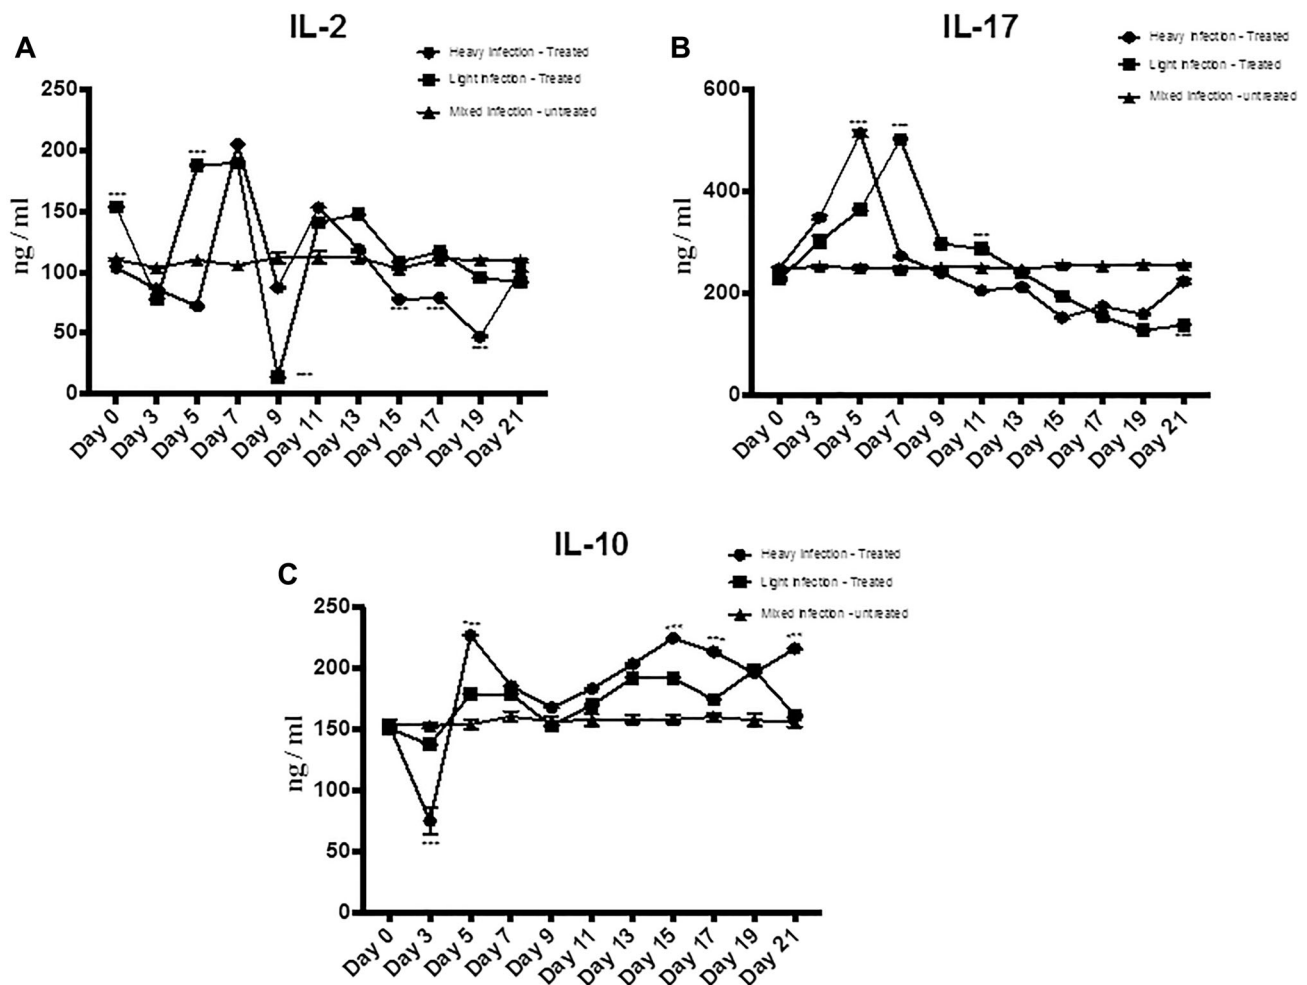 IL-2
A
Heavy Infection - Treated
Light Infection - Treated
Mixed Infection - untreated
250
200
150
100
50
0
ng / ml
Day 0
Day 3
Day 5
Day 7
Day 9
Day 11
Day 13
Day 15
Day 17
Day 19
Day 21
IL-17
B
Heavy Infection - Treated
Light Infection - Treated
Mixed Infection - untreated
600
400
200
0
ng / ml
Day 0
Day 3
Day 5
Day 7
Day 9
Day 11
Day 13
Day 15
Day 17
Day 19
Day 21
IL-10
C
Heavy Infection - Treated
Light Infection - Treated
Mixed Infection - untreated
250
200
150
100
50
0
ng / ml
Day 0
Day 3
Day 5
Day 7
Day 9
Day 11
Day 13
Day 15
Day 17
Day 19
Day 21